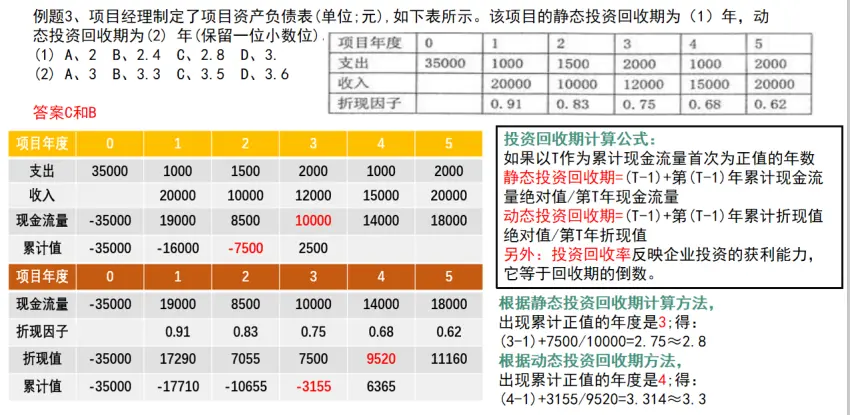 例题3、项目经理制定了项目资产负债表(单位;元),如下表所示。该项目的静态投资回收期为（1）年，动
态投资回收期为(2) 年(保留一位小数位).
(1) A、2 B、2.4 C、2.8 D、3.
(2) A、3 B、3.3 C、3.5 D、3.6
答案C和B
项目年度 0 1 2 3 4 5
支出 35000 1000 1500 2000 1000 2000
收入 20000 10000 12000 15000 20000
折现因子 0.91 0.83 0.75 0.68 0.62
项目年度 0 1 2 3 4 5
支出 35000 1000 1500 2000 1000 2000
收入 20000 10000 12000 15000 20000
现金流量 -35000 19000 8500 10000 14000 18000
累计值 -35000 -16000 -7500 2500
项目年度 0 1 2 3 4 5
现金流量 -35000 19000 8500 10000 14000 18000
折现因子 0.91 0.83 0.75 0.68 0.62
折现值 -35000 17290 7055 7500 9520 11160
累计值 -35000 -17710 -10655 -3155 6365
投资回收期计算公式:
如果以T作为累计现金流量首次为正值的年数
静态投资回收期=(T-1)+第(T-1)年累计现金流
量绝对值/第T年现金流量
动态投资回收期=(T-1)+第(T-1)年累计折现值
绝对值/第T年折现值
另外：投资回收率反映企业投资的获利能力，
它等于回收期的倒数。
根据静态投资回收期计算方法，
出现累计正值的年度是3;得:
(3-1)+7500/10000=2.75≈2.8
根据动态投资回收期方法，
出现累计正值的年度是4;得:
(4-1)+3155/9520=3.314≈3.3